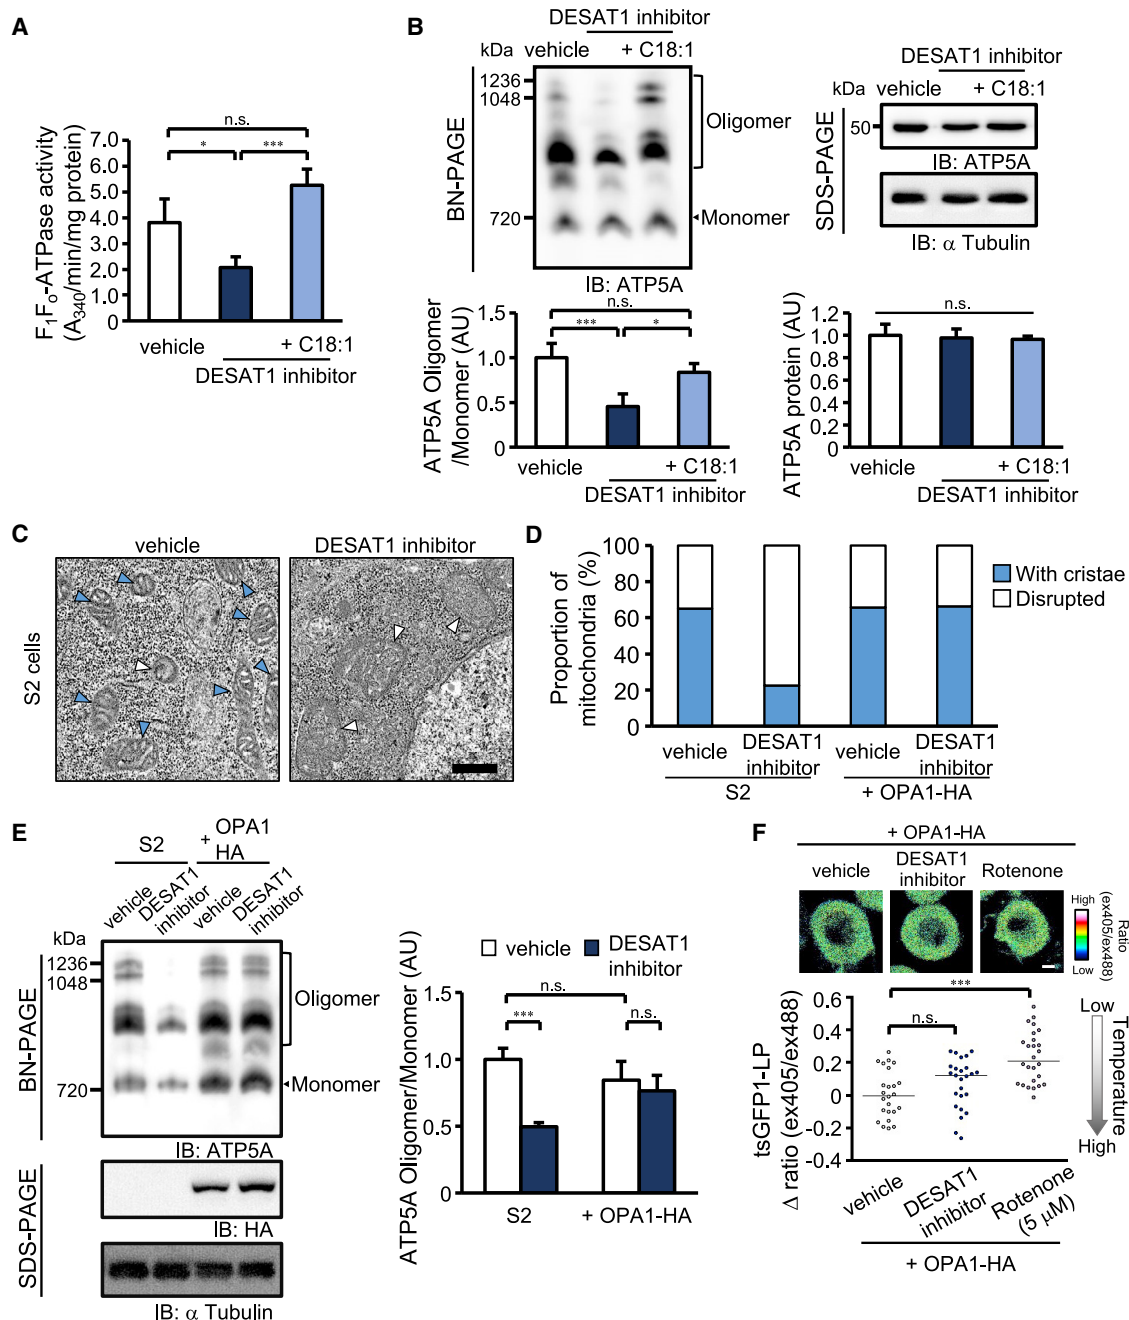 A
n.s.
*
***
F1Fo-ATPase activity
(A340/min/mg protein)
7.0
6.0
5.0
4.0
3.0
2.0
1.0
0.0
vehicle
+ C18:1
DESAT1 inhibitor
B
DESAT1 inhibitor
kDa vehicle + C18:1
BN-PAGE
1236
1048
720
Oligomer
Monomer
IB: ATP5A
DESAT1 inhibitor
kDa vehicle + C18:1
SDS-PAGE
50
IB: ATP5A
IB: α Tubulin
n.s.
***
*
ATP5A Oligomer
/Monomer (AU)
1.5
1.0
0.5
0
vehicle
+ C18:1
DESAT1 inhibitor
n.s.
ATP5A protein (AU)
1.2
1
0.8
0.6
0.4
0.2
0
vehicle
+ C18:1
DESAT1 inhibitor
C
vehicle
DESAT1 inhibitor
S2 cells
D
Proportion of
mitochondria (%)
100
80
60
40
20
0
With cristae
Disrupted
vehicle
DESAT1
inhibitor
vehicle
DESAT1
inhibitor
S2
+ OPA1-HA
E
S2
+ OPA1
HA
vehicle
DESAT1
inhibitor
vehicle
DESAT1
inhibitor
kDa
BN-PAGE
1236
1048
720
Oligomer
Monomer
IB: ATP5A
SDS-PAGE
IB: HA
IB: α Tubulin
vehicle
DESAT1
inhibitor
ATP5A Oligomer/Monomer (AU)
1.5
1.0
0.5
0
n.s.
***
n.s.
S2
+ OPA1-HA
F
+ OPA1-HA
vehicle
DESAT1
inhibitor
Rotenone
High
Low
Ratio
(ex405/ex488)
***
n.s.
tsGFP1-LP
Δ ratio (ex405/ex488)
0.6
0.4
0.2
0
-0.2
-0.4
Low
Temperature
High
vehicle
DESAT1
inhibitor
Rotenone
(5 μM)
+ OPA1-HA